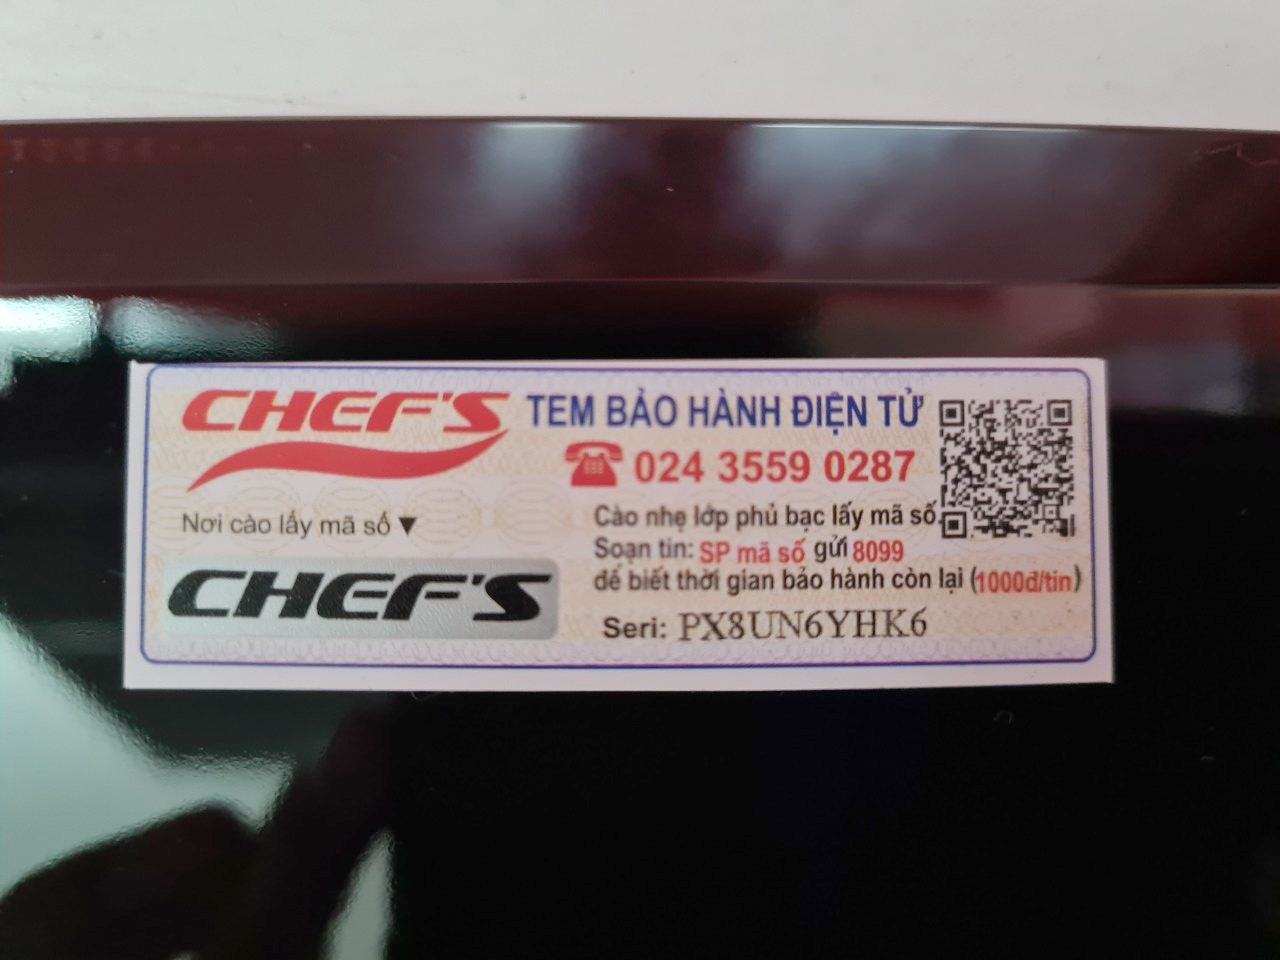 CHEF'S
TEM BẢO HÀNH ĐIỆN TỬ
024 3559 0287
Nơi cào lấy mã số ▼
CHEF'S
Cào nhẹ lớp phủ bạc lấy mã số
Soạn tin: SP mã số gửi 8099
để biết thời gian bảo hành còn lại (1000đ/tin)
Seri: PX8UN6YHK6